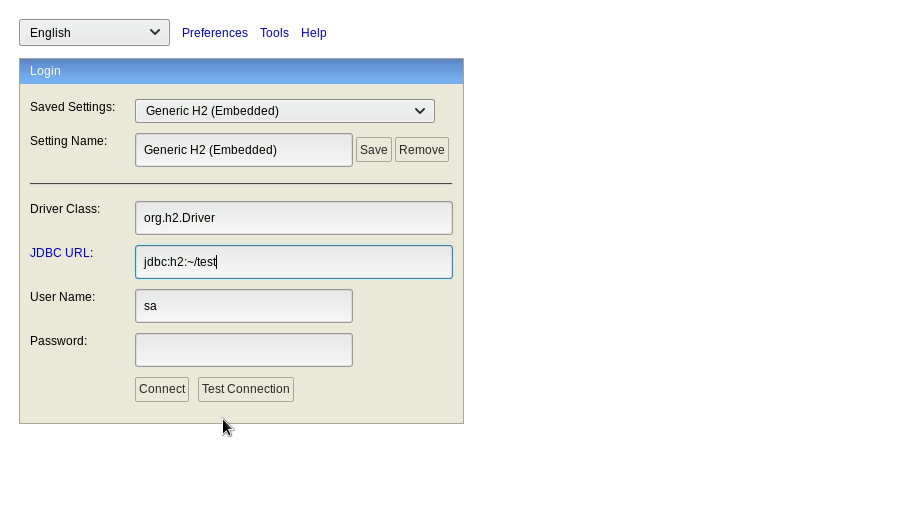 English Preferences Tools Help
Login
Saved Settings: Generic H2 (Embedded)
Setting Name: Generic H2 (Embedded) Save Remove
Driver Class: org.h2.Driver
JDBC URL: jdbc:h2:~/test
User Name: sa
Password:
Connect Test Connection